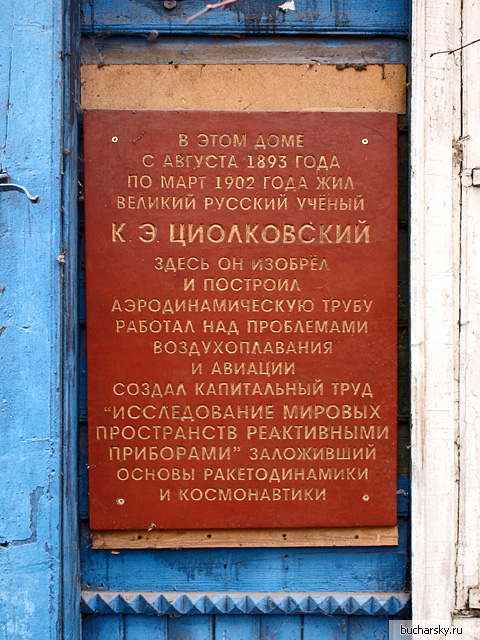 В ЭТОМ ДОМЕ
С АВГУСТА 1893 ГОДА
ПО МАРТ 1902 ГОДА ЖИЛ
ВЕЛИКИЙ РУССКИЙ УЧЁНЫЙ
К. Э. ЦИОЛКОВСКИЙ
ЗДЕСЬ ОН ИЗОБРЁЛ
И ПОСТРОИЛ
АЭРОДИНАМИЧЕСКУЮ ТРУБУ
РАБОТАЛ НАД ПРОБЛЕМАМИ
ВОЗДУХОПЛАВАНИЯ
И АВИАЦИИ
СОЗДАЛ КАПИТАЛЬНЫЙ ТРУД
"ИССЛЕДОВАНИЕ МИРОВЫХ
ПРОСТРАНСТВ РЕАКТИВНЫМИ
ПРИБОРАМИ" ЗАЛОЖИВШИЙ
ОСНОВЫ РАКЕТОДИНАМИКИ
И КОСМОНАВТИКИ
bucharsky.ru